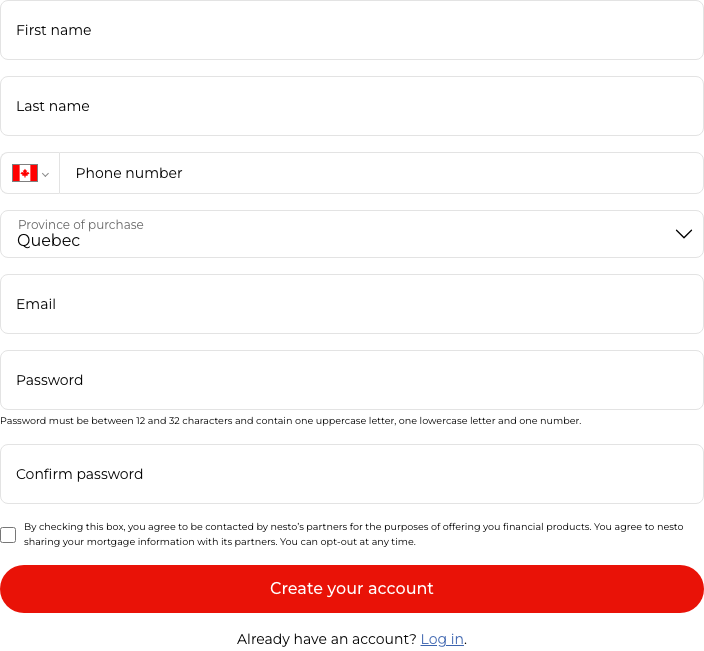 First name
Last name
Phone number
Province of purchase
Quebec
Email
Password
Password must be between 12 and 32 characters and contain one uppercase letter, one lowercase letter and one number.
Confirm password
By checking this box, you agree to be contacted by nesto's partners for the purposes of offering you financial products. You agree to nesto
sharing your mortgage information with its partners. You can opt-out at any time.
Create your account
Already have an account? Log in.